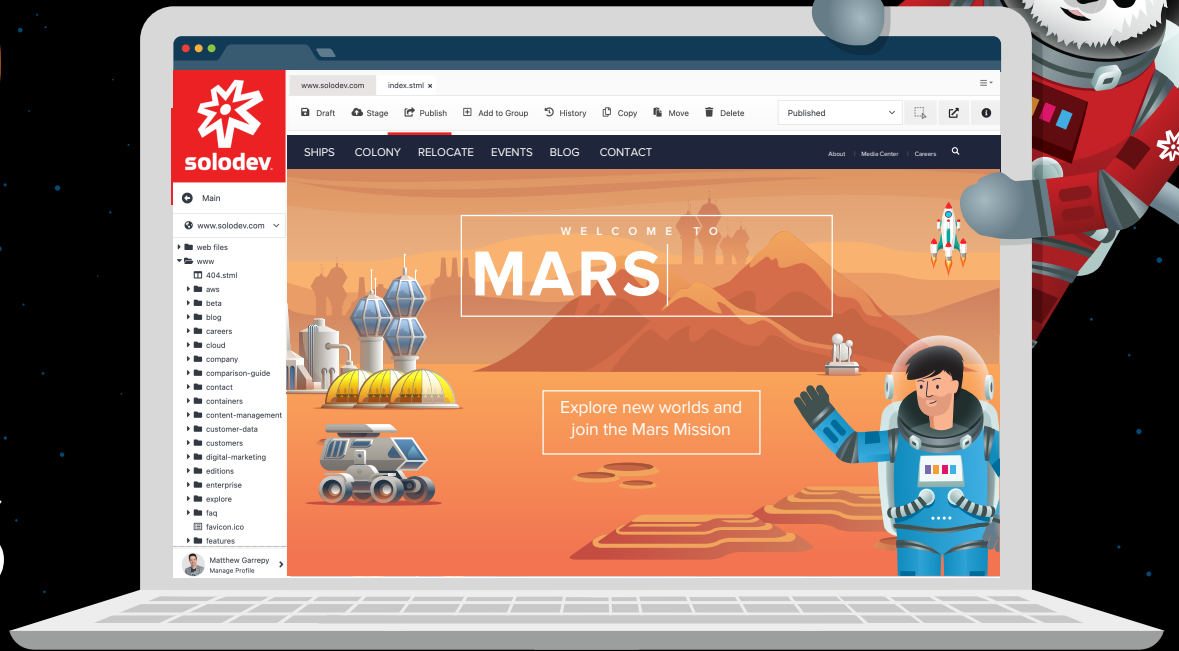 solodev
www.solodev.com
index.stml
Draft
Stage
Publish
Add to Group
History
Copy
Move
Delete
Published
SHIPS
COLONY
RELOCATE
EVENTS
BLOG
CONTACT
About
Media Center
Careers
Main
www.solodev.com
web files
www
404.stml
aws
beta
blog
careers
cloud
company
comparison-guide
contact
containers
content-management
customer-data
customers
digital-marketing
editions
enterprise
explore
faq
favicon.ico
features
Matthew Garrepy
Manage Profile
WELCOME TO
MARS
Explore new worlds and
join the Mars Mission